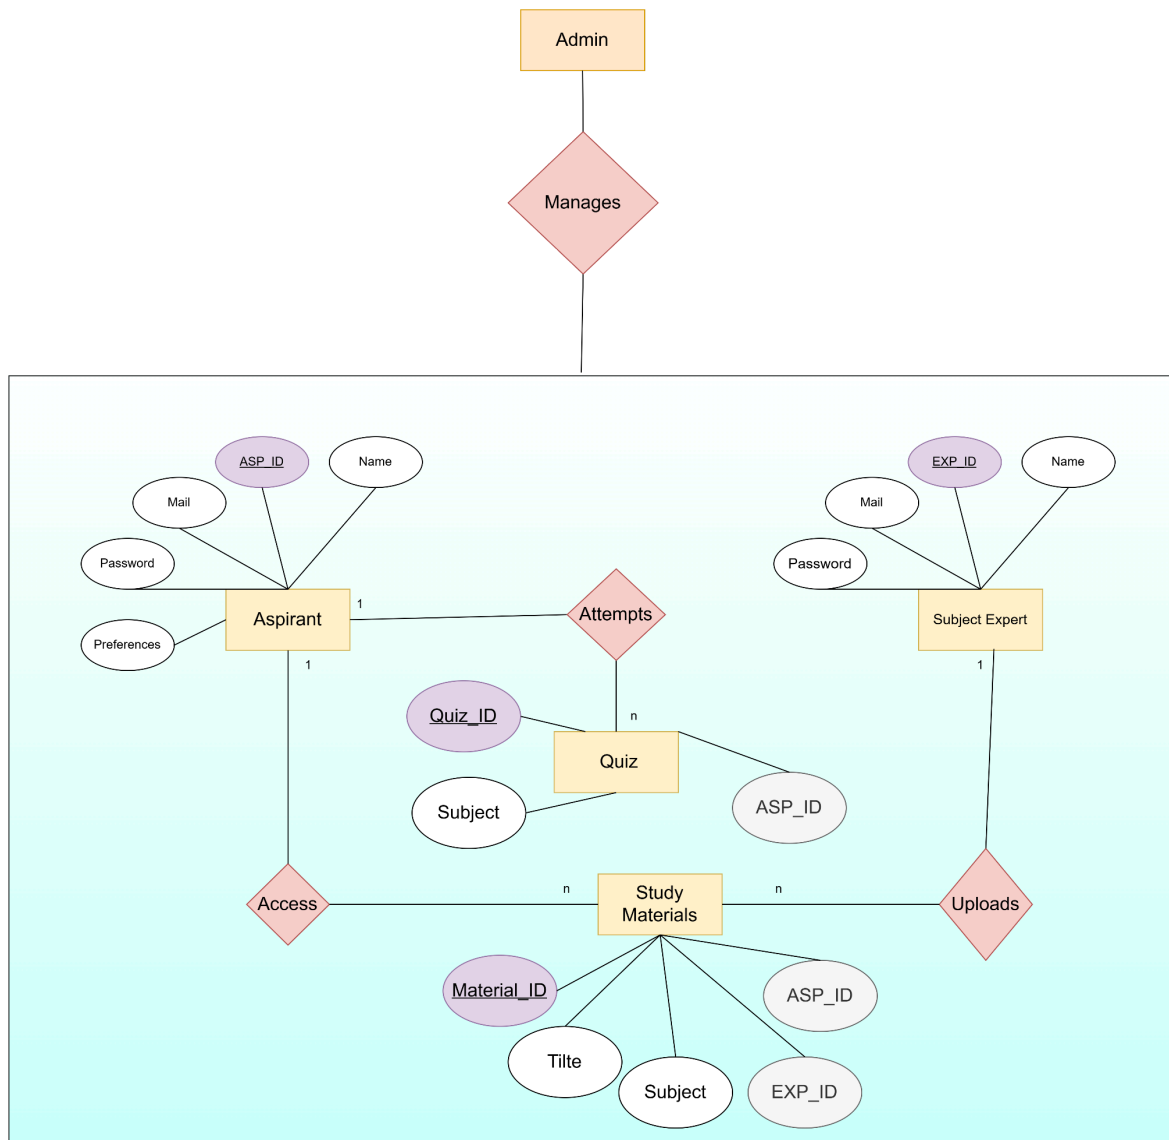 Admin
Manages
ASP_ID
Name
EXP_ID
Name
Mail
Mail
Password
Password
Aspirant
1
Attempts
Subject Expert
Preferences
1
1
Quiz_ID
n
Quiz
Subject
ASP_ID
Access
n
Study
Materials
n
Uploads
Material_ID
ASP_ID
Tilte
Subject
EXP_ID